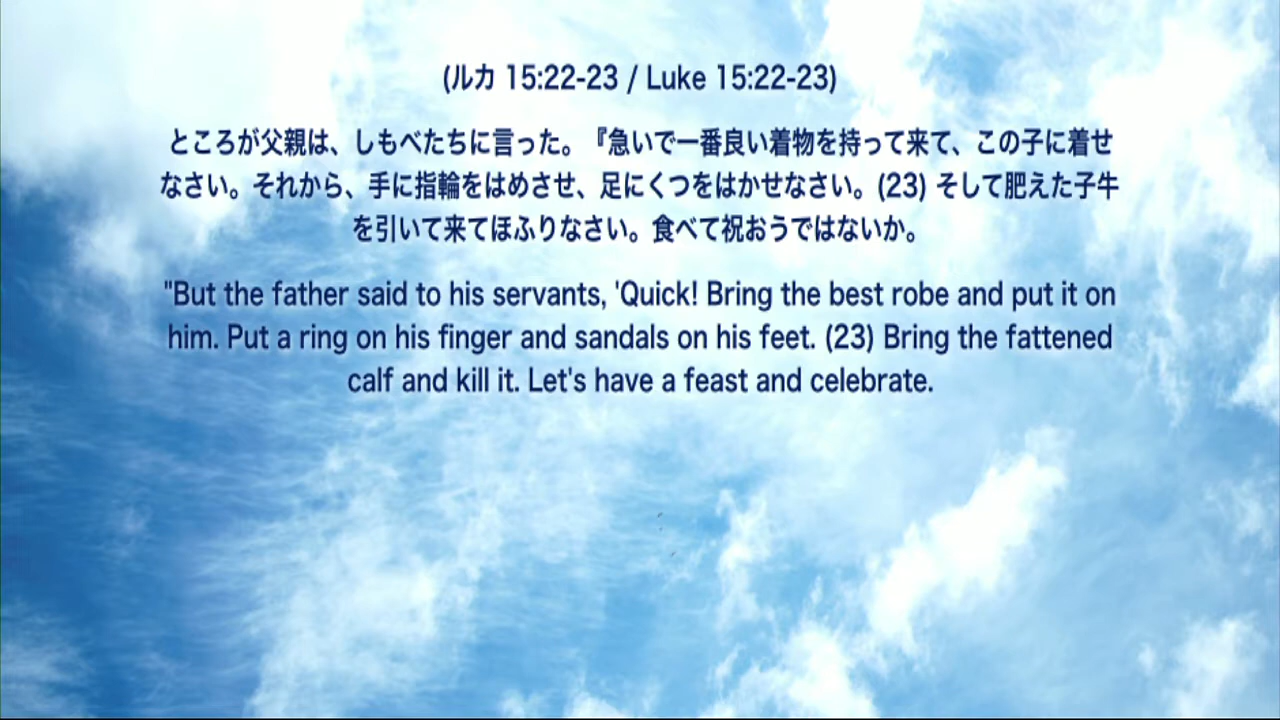 (ルカ 15:22-23 / Luke 15:22-23)
ところが父親は、しもべたちに言った。『急いで一番良い着物を持って来て、この子に着せ
なさい。それから、手に指輪をはめさせ、足にくつをはかせなさい。(23) そして肥えた子牛
を引いて来てほふりなさい。食べて祝おうではないか。
"But the father said to his servants, 'Quick! Bring the best robe and put it on
him. Put a ring on his finger and sandals on his feet. (23) Bring the fattened
calf and kill it. Let's have a feast and celebrate.